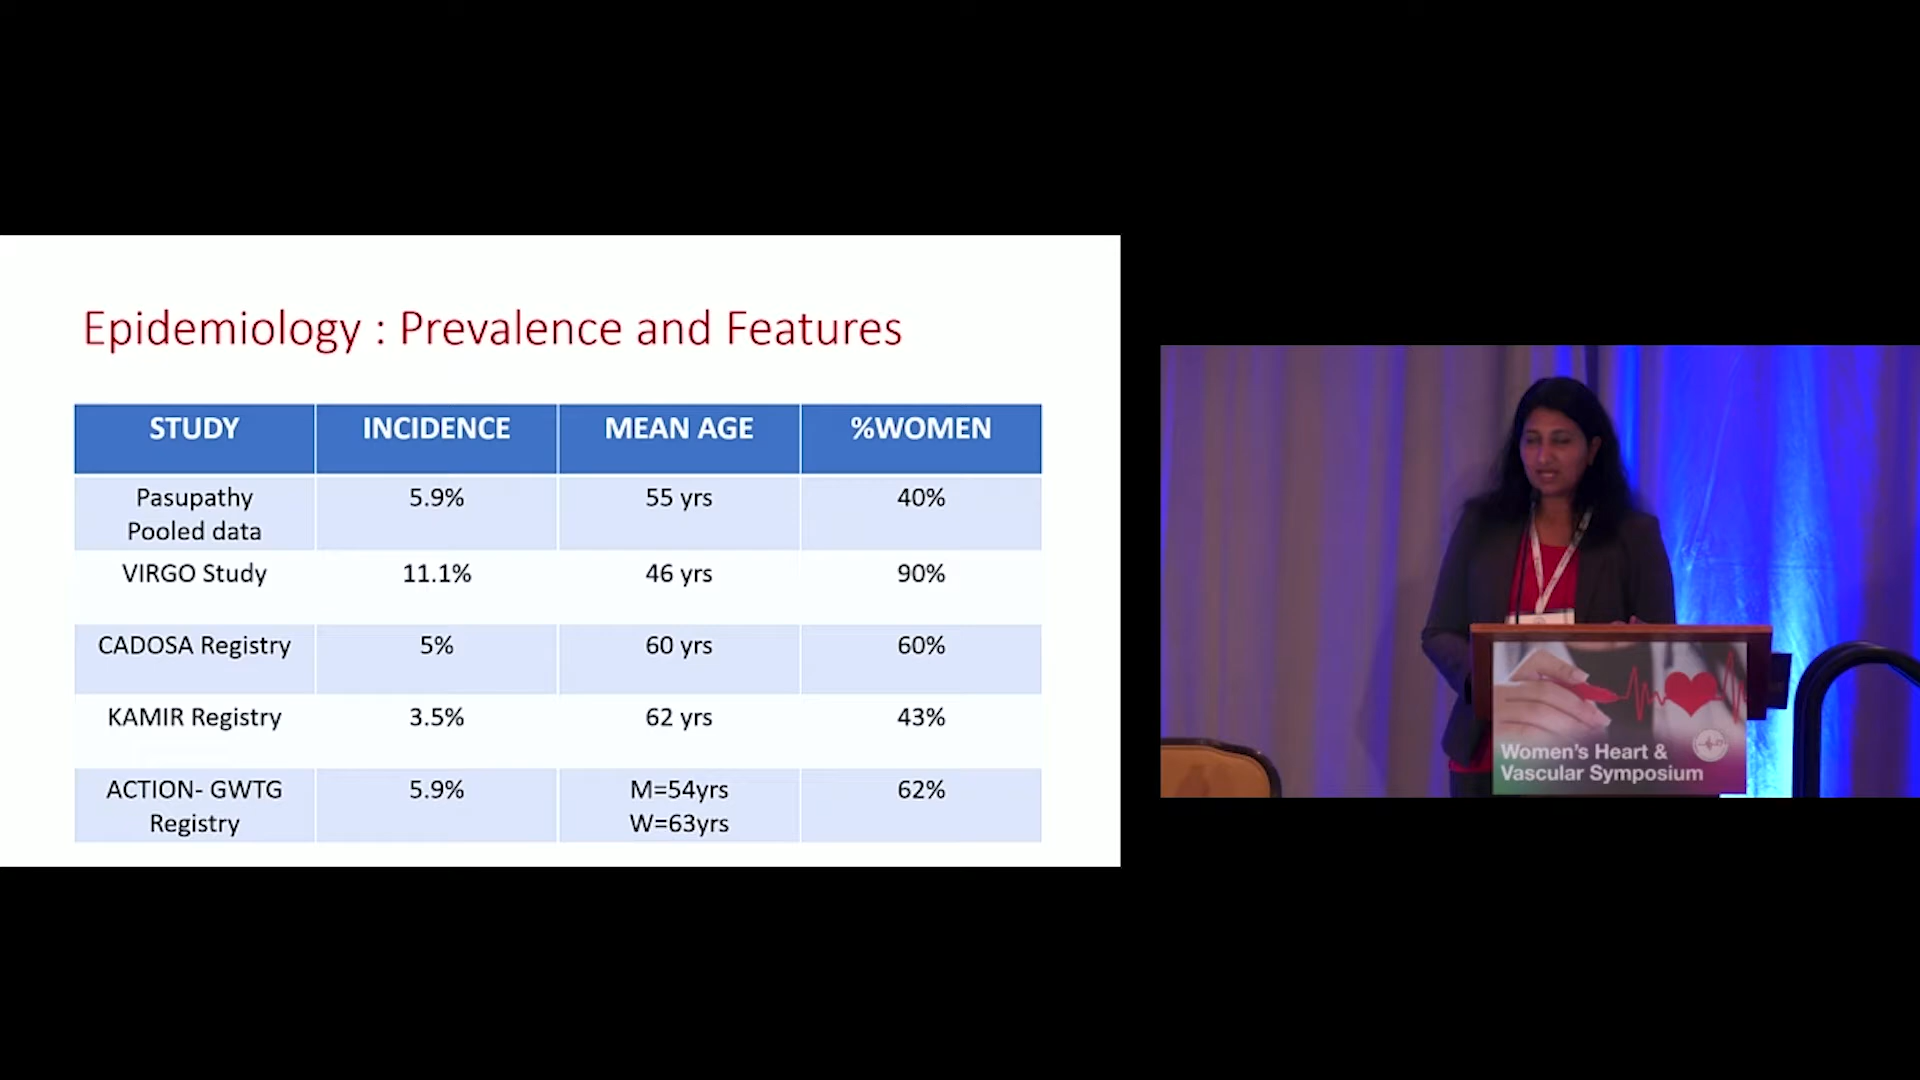 Epidemiology : Prevalence and Features
STUDY INCIDENCE MEAN AGE %WOMEN
Pasupathy 5.9% 55 yrs 40%
Pooled data
VIRGO Study 11.1% 46 yrs 90%
CADOSA Registry 5% 60 yrs 60%
KAMIR Registry 3.5% 62 yrs 43%
ACTION- GWTG 5.9% M=54yrs 62%
Registry W=63yrs
Women's Heart &
Vascular Symposium